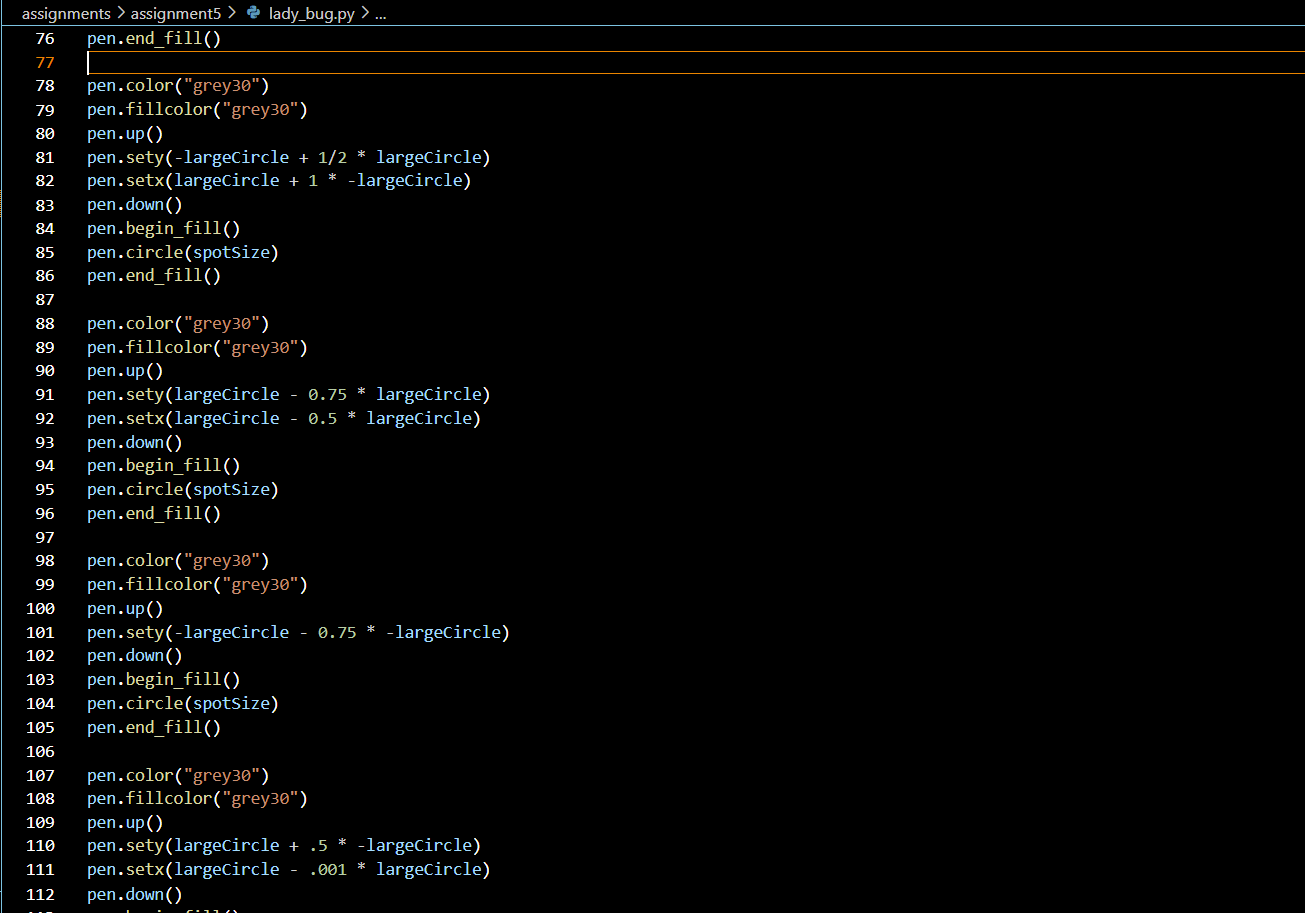 assignments > assignment5 > lady_bug.py > ...
76 pen.end_fill()
77
78 pen.color("grey30")
79 pen.fillcolor("grey30")
80 pen.up()
81 pen.sety(-largeCircle + 1/2 * largeCircle)
82 pen.setx(largeCircle + 1 * -largeCircle)
83 pen.down()
84 pen.begin_fill()
85 pen.circle(spotSize)
86 pen.end_fill()
87
88 pen.color("grey30")
89 pen.fillcolor("grey30")
90 pen.up()
91 pen.sety(largeCircle - 0.75 * largeCircle)
92 pen.setx(largeCircle - 0.5 * largeCircle)
93 pen.down()
94 pen.begin_fill()
95 pen.circle(spotSize)
96 pen.end_fill()
97
98 pen.color("grey30")
99 pen.fillcolor("grey30")
100 pen.up()
101 pen.sety(-largeCircle - 0.75 * -largeCircle)
102 pen.down()
103 pen.begin_fill()
104 pen.circle(spotSize)
105 pen.end_fill()
106
107 pen.color("grey30")
108 pen.fillcolor("grey30")
109 pen.up()
110 pen.sety(largeCircle + .5 * -largeCircle)
111 pen.setx(largeCircle - .001 * largeCircle)
112 pen.down()